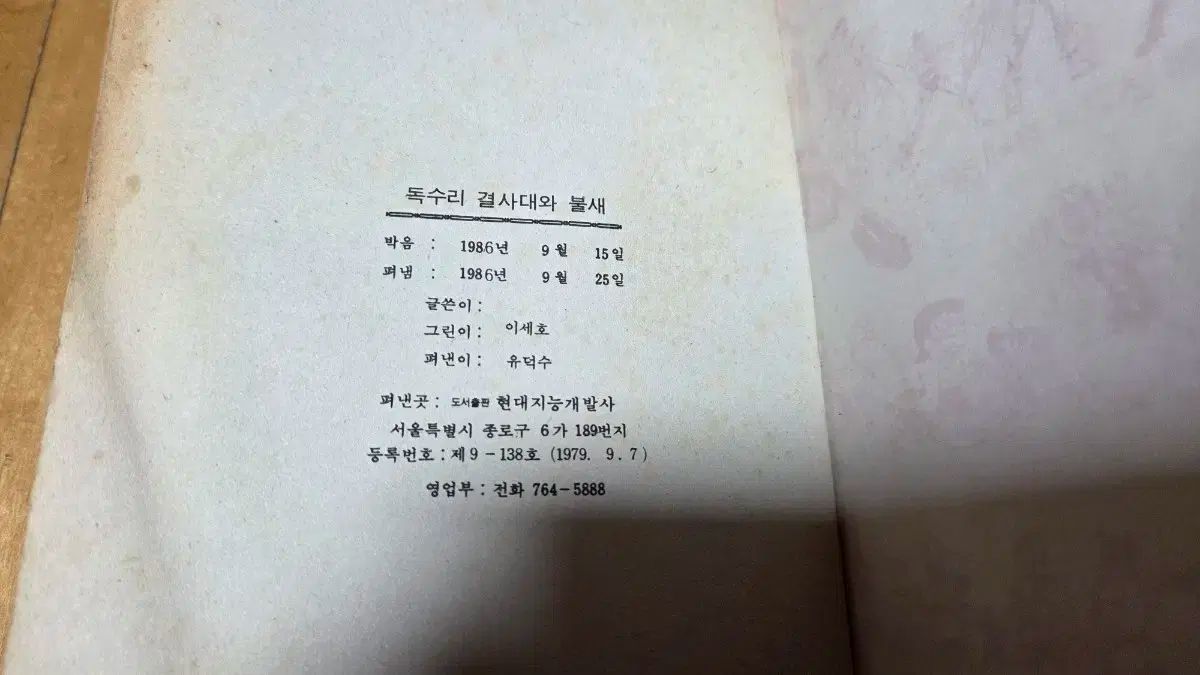 독수리 결사대와 불새
박음 : 1986년 9월 15일
펴냄 : 1986년 9월 25일
글쓴이 :
그린이 : 이세호
펴낸이 : 유덕수
펴낸곳 : 도서출판 현대지능개발사
서울특별시 종로구 6가 189번지
등록번호 : 제9-138호 (1979. 9. 7)
영업부 : 전화 764-5888